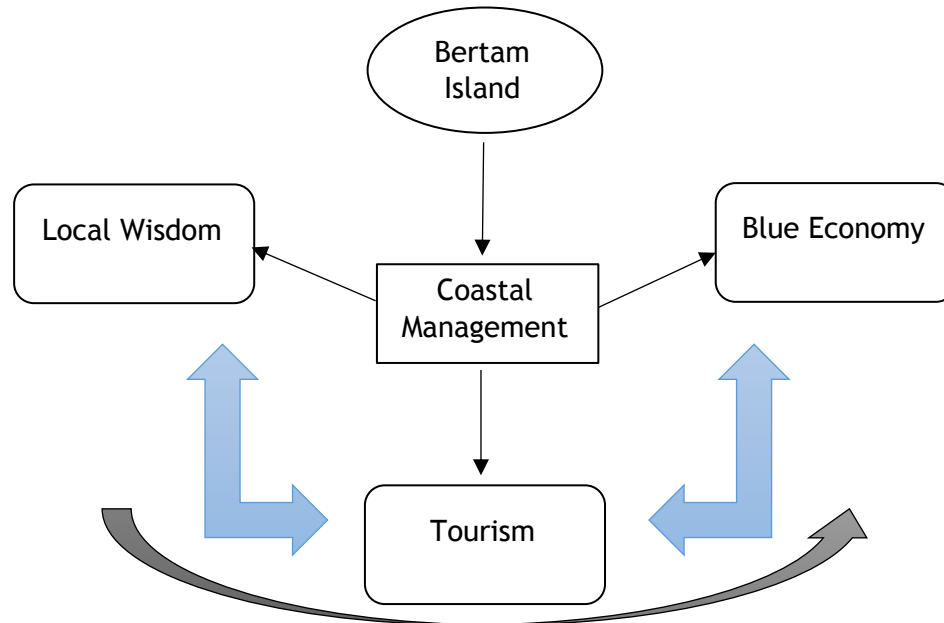 Bertam
Island
Local Wisdom
Blue Economy
Coastal
Management
Tourism